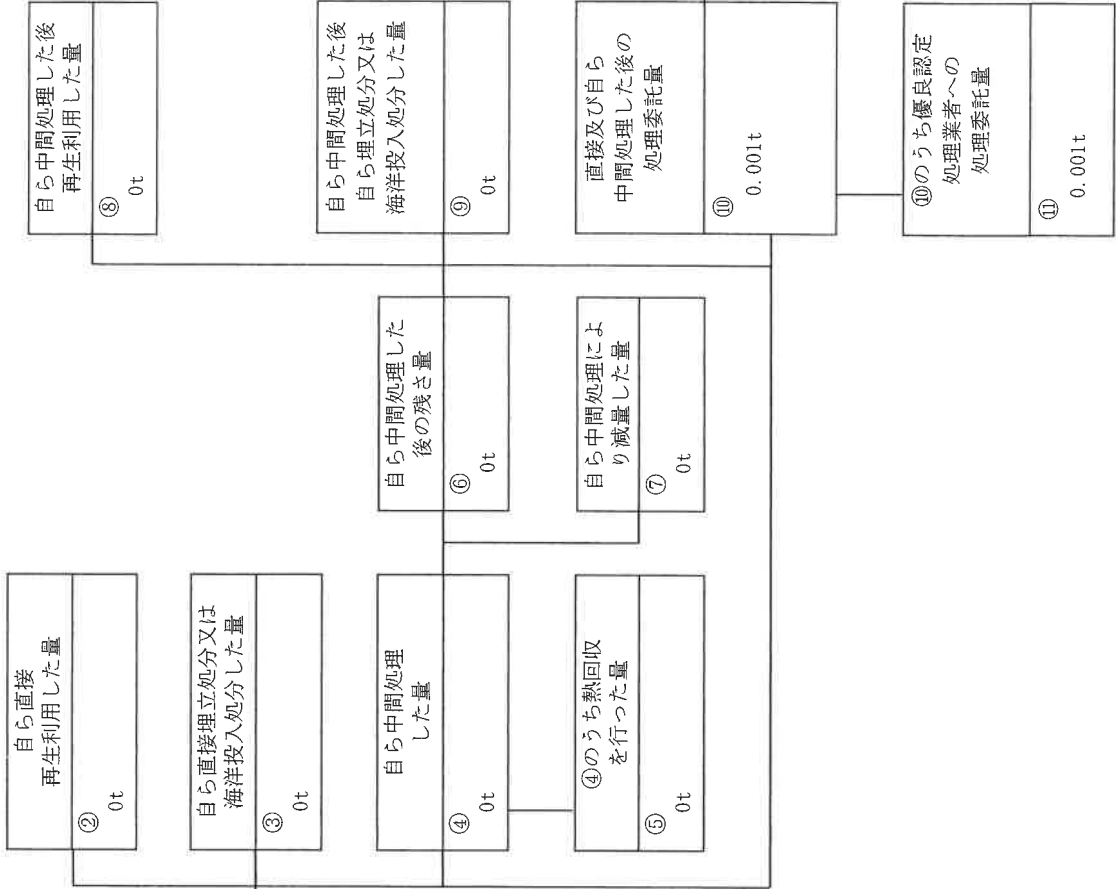 自ら直接
再生利用した量
②
0t
自ら直接埋立処分又は
海洋投入処分した量
③
0t
自ら中間処理
した量
④
0t
④のうち熱回収
を行った量
⑤
0t
自ら中間処理した
後の残さ量
⑥
0t
自ら中間処理によ
り減量した量
⑦
0t
自ら中間処理した後
再生利用した量
⑧
0t
自ら中間処理した後
自ら埋立処分又は
海洋投入処分した量
⑨
0t
直接及び自ら
中間処理した後の
処理委託量
⑩
0.001t
⑩のうち優良認定
処理業者への
処理委託量
⑪
0.001t